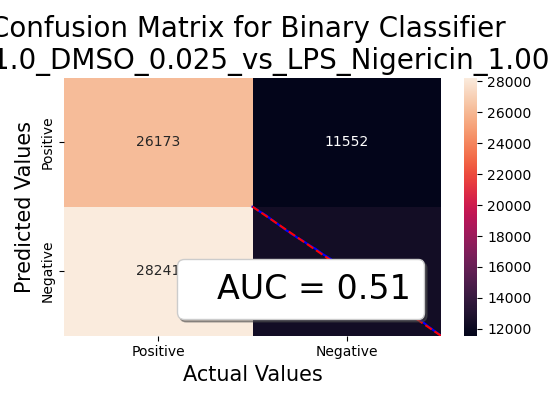 Confusion Matrix for Binary Classifier
1.0_DMSO_0.025_vs_LPS_Nigericin_1.00
Predicted Values
Positive
Negative
26173
11552
28241
AUC = 0.51
Positive
Negative
Actual Values
28000
26000
24000
22000
20000
18000
16000
14000
12000